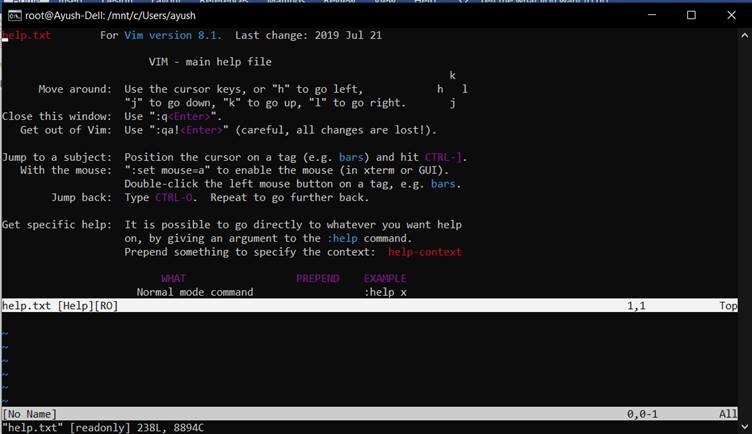 root@Ayush-Dell: /mnt/c/Users/ayush
help.txt For Vim version 8.1. Last change: 2019 Jul 21
VIM - main help file
k
Move around: Use the cursor keys, or "h" to go left, h l
"j" to go down, "k" to go up, "l" to go right. j
Close this window: Use ":q<Enter>".
Get out of Vim: Use ":qa!<Enter>" (careful, all changes are lost!).
Jump to a subject: Position the cursor on a tag (e.g. bars) and hit CTRL-].
With the mouse: ":set mouse=a" to enable the mouse (in xterm or GUI).
Double-click the left mouse button on a tag, e.g. bars.
Jump back: Type CTRL-O. Repeat to go further back.
Get specific help: It is possible to go directly to whatever you want help
on, by giving an argument to the :help command.
Prepend something to specify the context: help-context
WHAT PREPEND EXAMPLE
Normal mode command :help x
help.txt [Help][RO] 1,1 Top
~
~
~
~
~
~
[No Name] 0,0-1 All
"help.txt" [readonly] 238L, 8894C